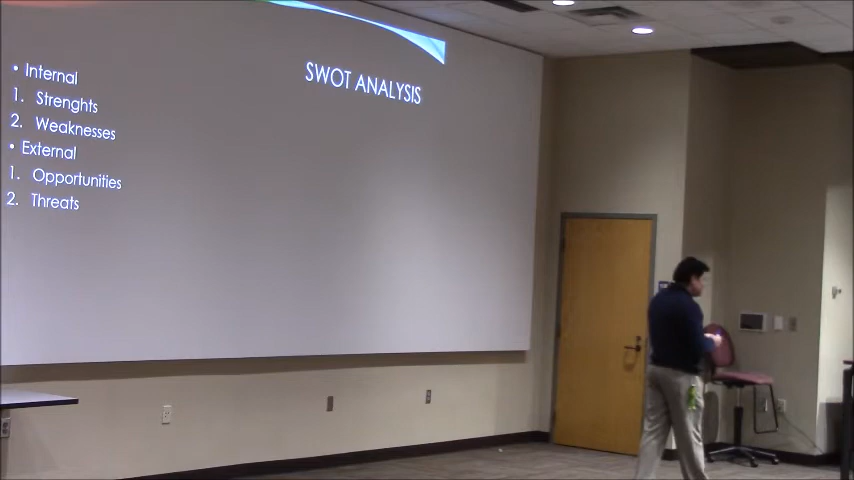 SWOT ANALYSIS
• Internal
1. Strenghts
2. Weaknesses
• External
1. Opportunities
2. Threats